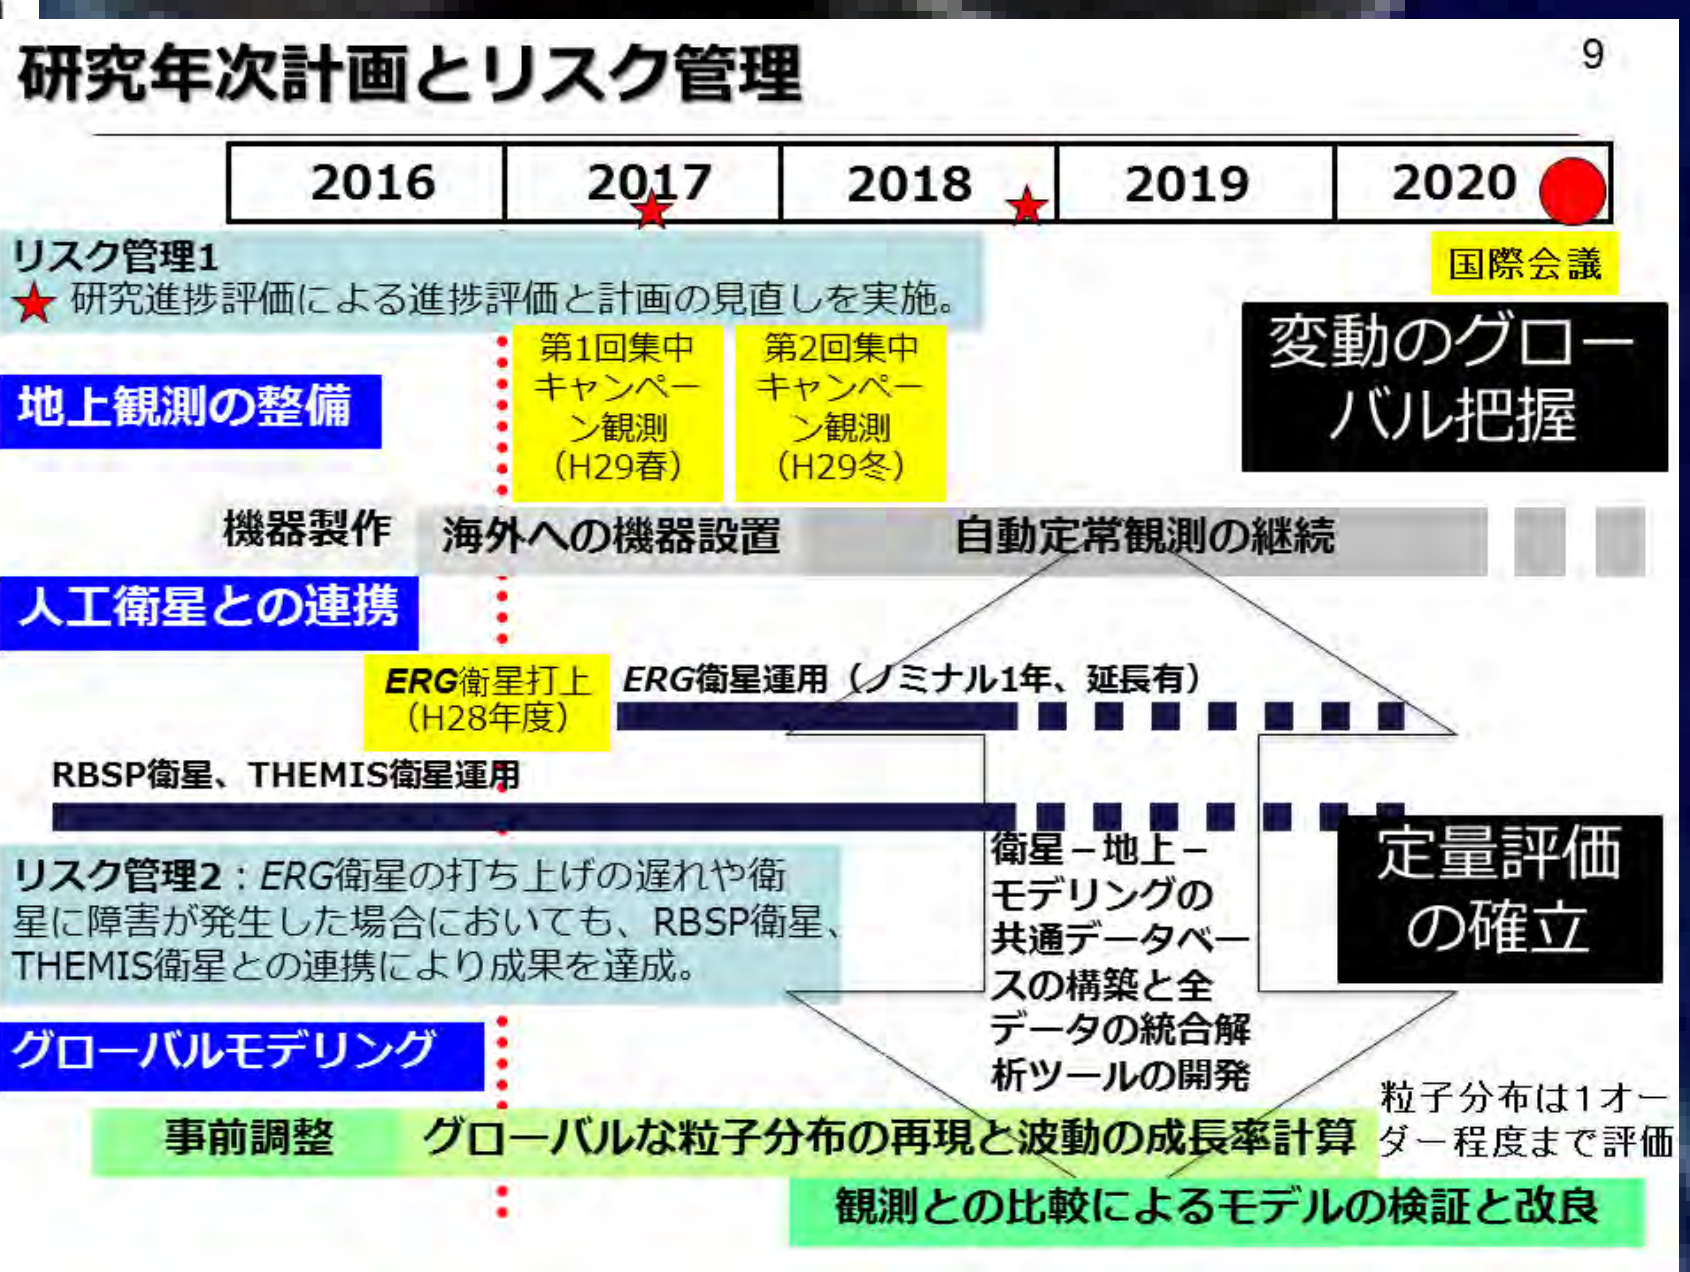 研究年次計画とリスク管理
9
2016 2017 2018 2019 2020
リスク管理1
★ 研究進捗評価による進捗評価と計画の見直しを実施。
国際会議
変動のグロー
バル把握
第1回集中
キャンペー
ン観測
（H29春）
第2回集中
キャンペー
ン観測
（H29冬）
地上観測の整備
機器製作 海外への機器設置 自動定常観測の継続
人工衛星との連携
ERG衛星打上
（H28年度）
ERG衛星運用（ノミナル1年、延長有）
RBSP衛星、THEMIS衛星運用
リスク管理2：ERG衛星の打ち上げの遅れや衛
星に障害が発生した場合においても、RBSP衛星、
THEMIS衛星との連携により成果を達成。
衛星－地上－
モデリングの
共通データベー
スの構築と全
データの統合解
析ツールの開発
定量評価
の確立
グローバルモデリング
事前調整 グローバルな粒子分布の再現と波動の成長率計算
粒子分布は1オー
ダー程度まで評価
観測との比較によるモデルの検証と改良